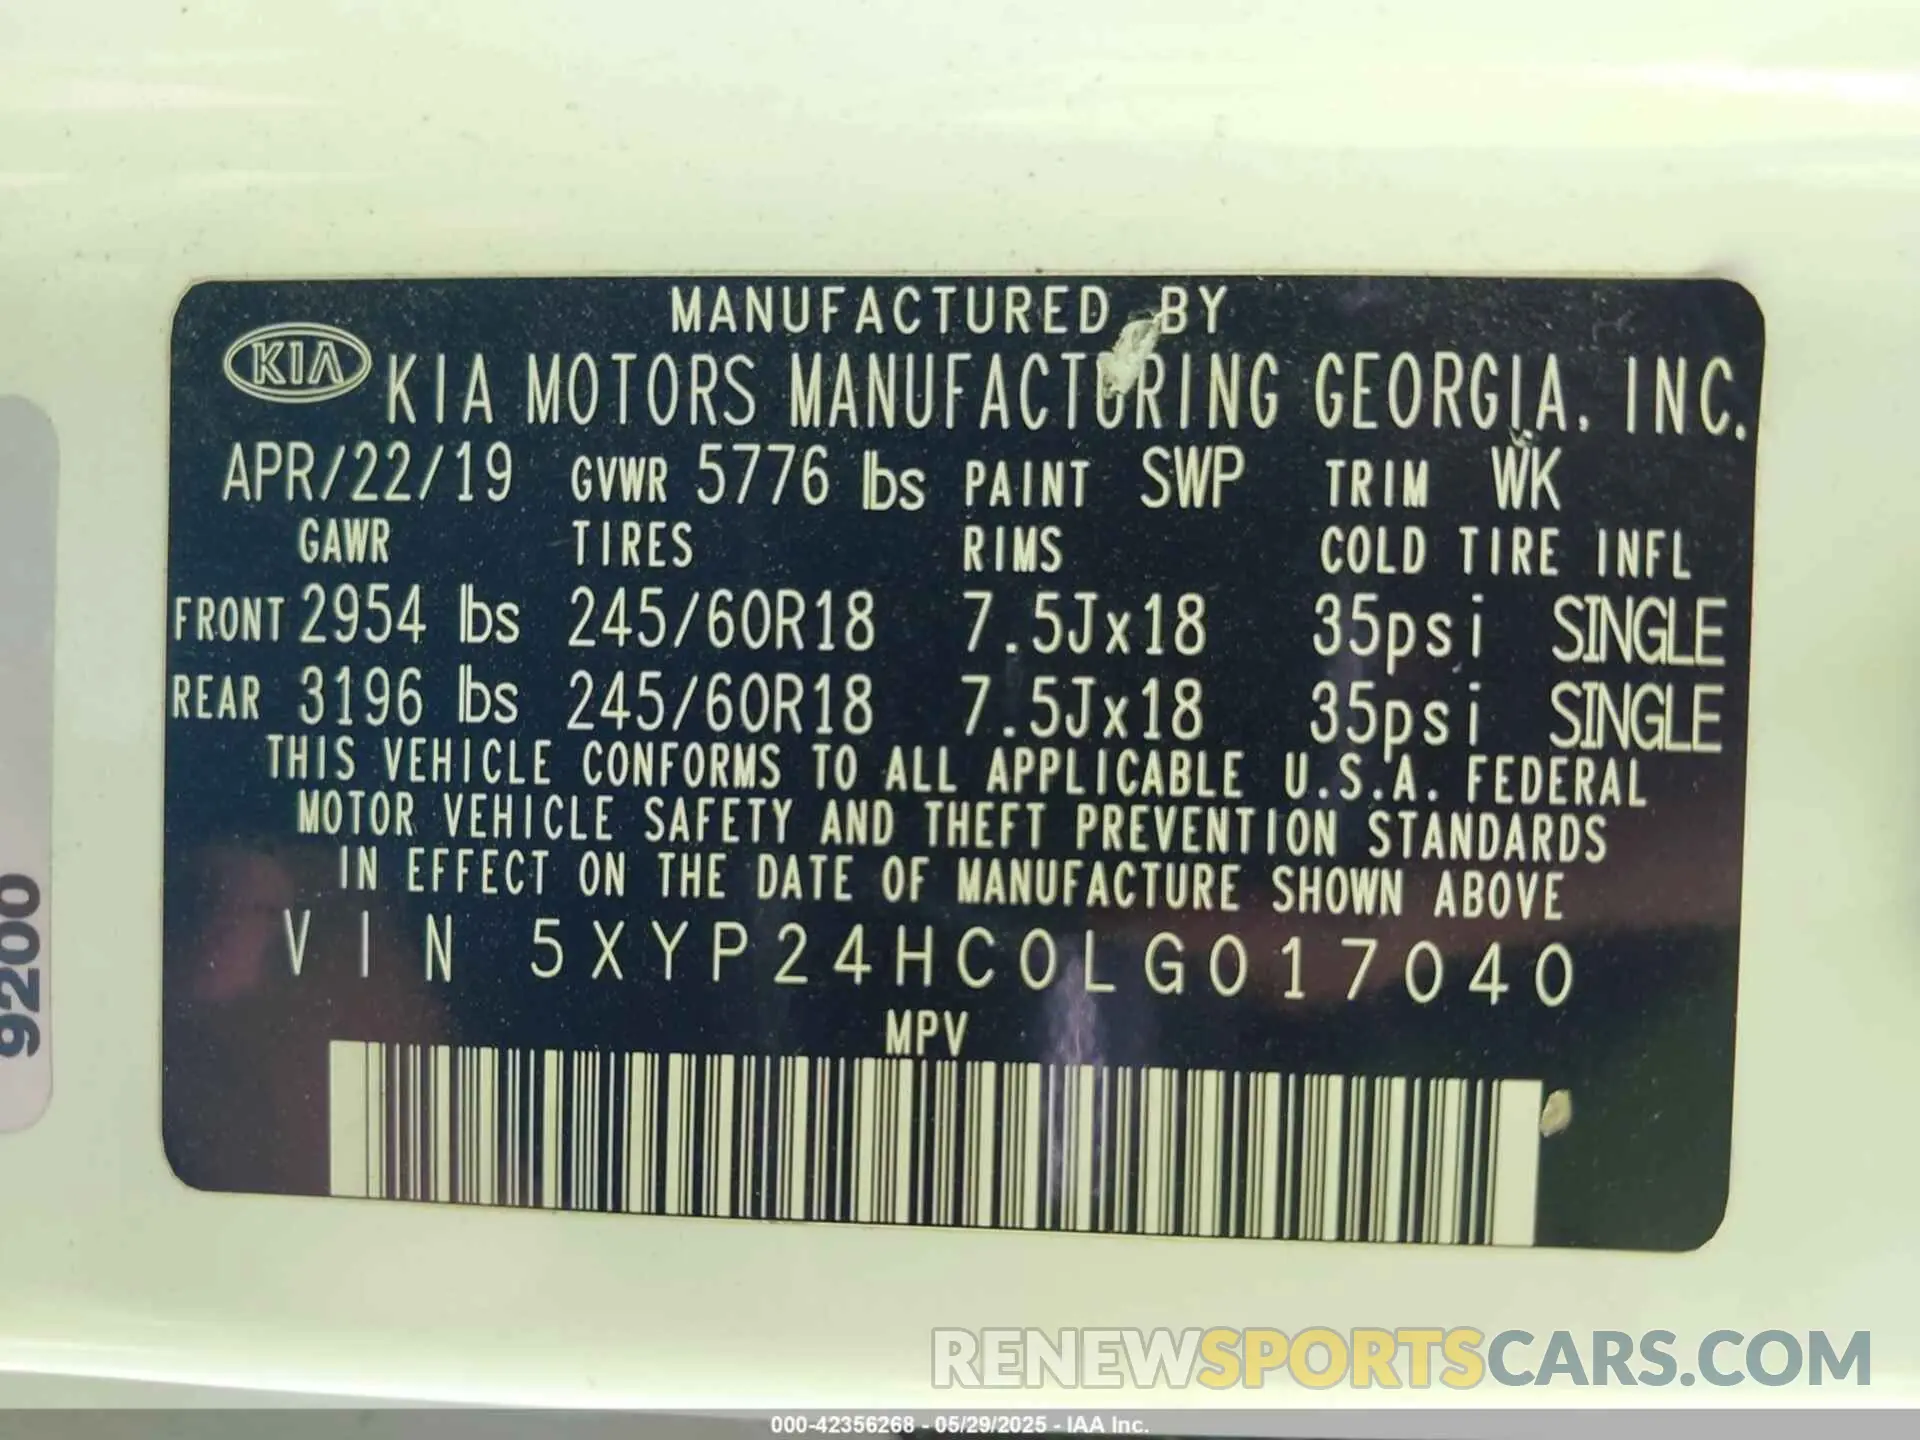 MANUFACTURED BY
KIA KIA MOTORS MANUFACTURING GEORGIA, INC.
APR/22/19 GVWR 5776 lbs PAINT SWP TRIM WK
GAWR TIRES RIMS COLD TIRE INFL
FRONT 2954 lbs 245/60R18 7.5Jx18 35psi SINGLE
REAR 3196 lbs 245/60R18 7.5Jx18 35psi SINGLE
THIS VEHICLE CONFORMS TO ALL APPLICABLE U.S.A. FEDERAL
MOTOR VEHICLE SAFETY AND THEFT PREVENTION STANDARDS
IN EFFECT ON THE DATE OF MANUFACTURE SHOWN ABOVE
VIN 5XYP24HC0LG017040
MPV
9200
RENEWSPORTSCARS.COM
000-42356268 - 05/29/2025 - IAA Inc.